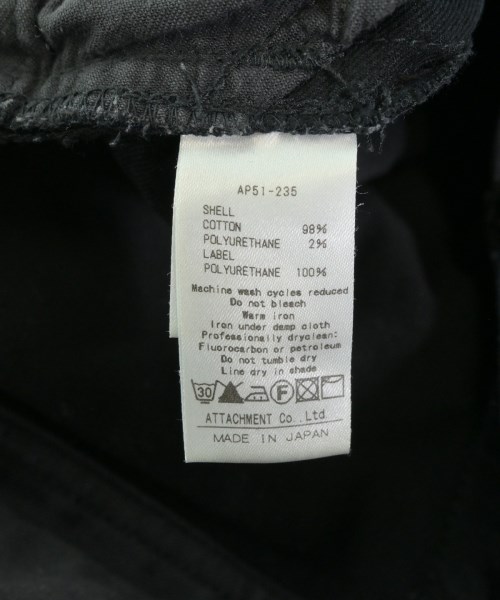 AP51-235
SHELL
COTTON 98%
POLYURETHANE 2%
LABEL
POLYURETHANE 100%
Machine wash cycles reduced
Do not bleach
Warm iron
Iron under damp cloth
Professionally dryclean:
Fluorocarbon or petroleum
Do not tumble dry
Line dry in shade
30 F
ATTACHMENT Co.,Ltd
MADE IN JAPAN